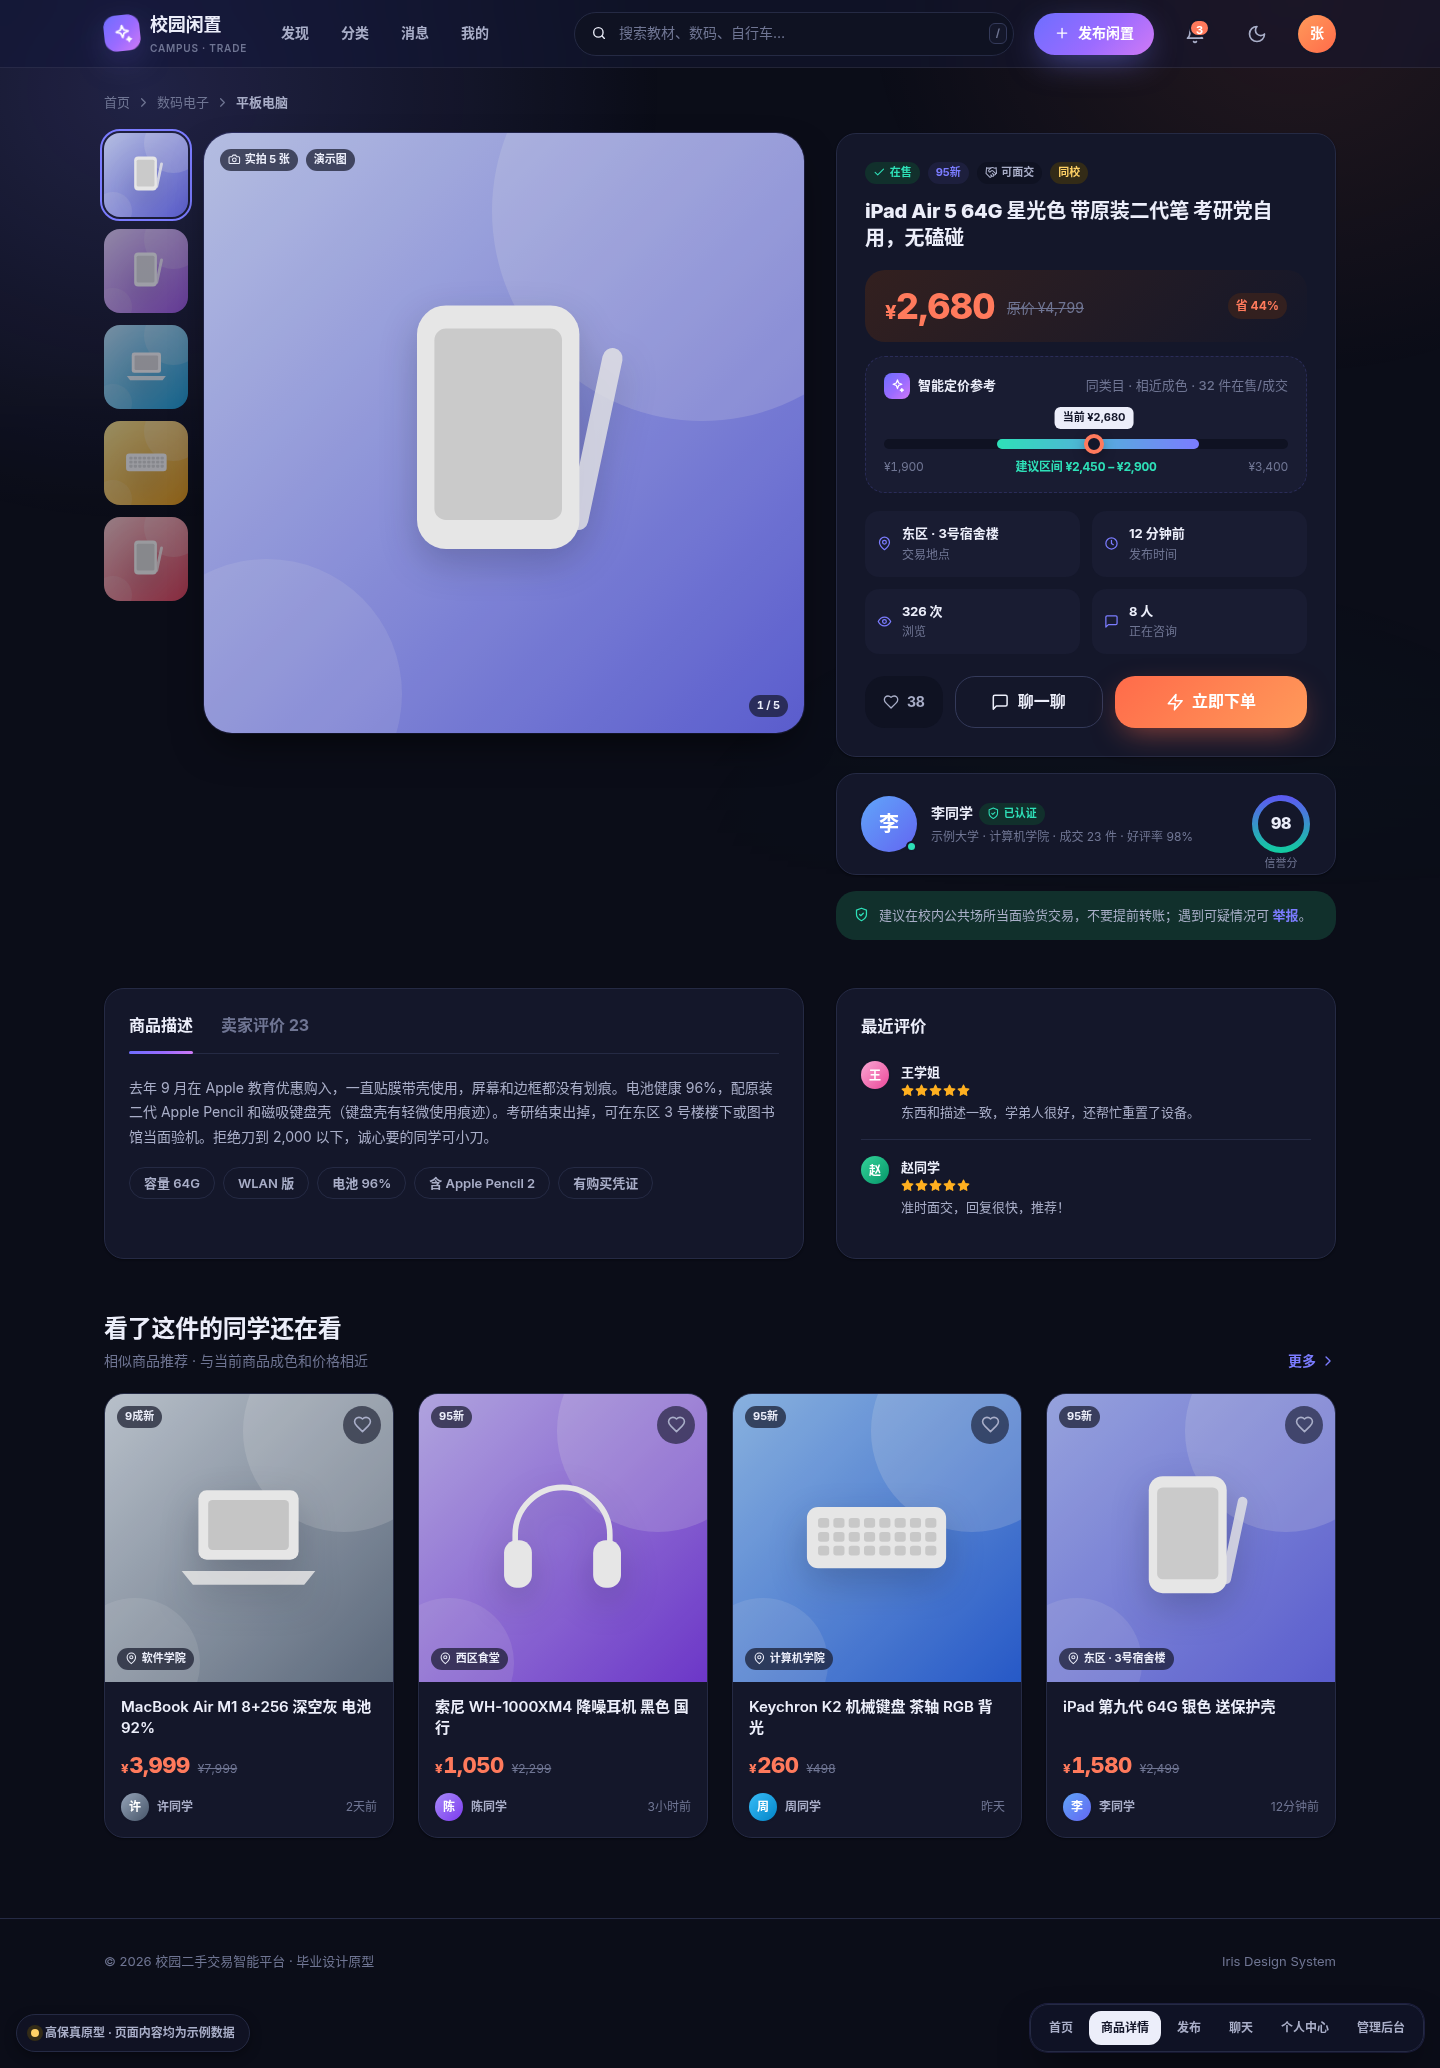 校园闲置
CAMPUS · TRADE
发现
分类
消息
我的
搜索教材、数码、自行车...
/
发布闲置
3
张
首页
数码电子
平板电脑
实拍 5 张
演示图
1 / 5
在售
95新
可面交
同校
iPad Air 5 64G 星光色 带原装二代笔 考研党自
用，无磕碰
¥2,680
原价 ¥4,799
省 44%
智能定价参考
同类目 · 相近成色 · 32 件在售/成交
当前 ¥2,680
¥1,900
建议区间 ¥2,450 – ¥2,900
¥3,400
东区 · 3号宿舍楼
交易地点
12 分钟前
发布时间
326 次
浏览
8 人
正在咨询
38
聊一聊
立即下单
李
李同学
已认证
示例大学 · 计算机学院 · 成交 23 件 · 好评率 98%
98
信誉分
建议在校内公共场所当面验货交易，不要提前转账；遇到可疑情况可 举报。
商品描述
卖家评价 23
去年 9 月在 Apple 教育优惠购入，一直贴膜带壳使用，屏幕和边框都没有划痕。电池健康 96%，配原装
二代 Apple Pencil 和磁吸键盘壳（键盘壳有轻微使用痕迹）。考研结束出掉，可在东区 3 号楼楼下或图书
馆当面验机。拒绝刀到 2,000 以下，诚心要的同学可小刀。
容量 64G
WLAN 版
电池 96%
含 Apple Pencil 2
有购买凭证
最近评价
王
王学姐
东西和描述一致，学弟人很好，还帮忙重置了设备。
赵
赵同学
准时面交，回复很快，推荐！
看了这件的同学还在看
相似商品推荐 · 与当前商品成色和价格相近
更多
9成新
软件学院
MacBook Air M1 8+256 深空灰 电池
92%
¥3,999
¥7,999
许
许同学
2天前
95新
西区食堂
索尼 WH-1000XM4 降噪耳机 黑色 国
行
¥1,050
¥2,299
陈
陈同学
3小时前
95新
计算机学院
Keychron K2 机械键盘 茶轴 RGB 背
光
¥260
¥498
周
周同学
昨天
95新
东区 · 3号宿舍楼
iPad 第九代 64G 银色 送保护壳
¥1,580
¥2,499
李
李同学
12分钟前
© 2026 校园二手交易智能平台 · 毕业设计原型
Iris Design System
高保真原型 · 页面内容均为示例数据
首页
商品详情
发布
聊天
个人中心
管理后台